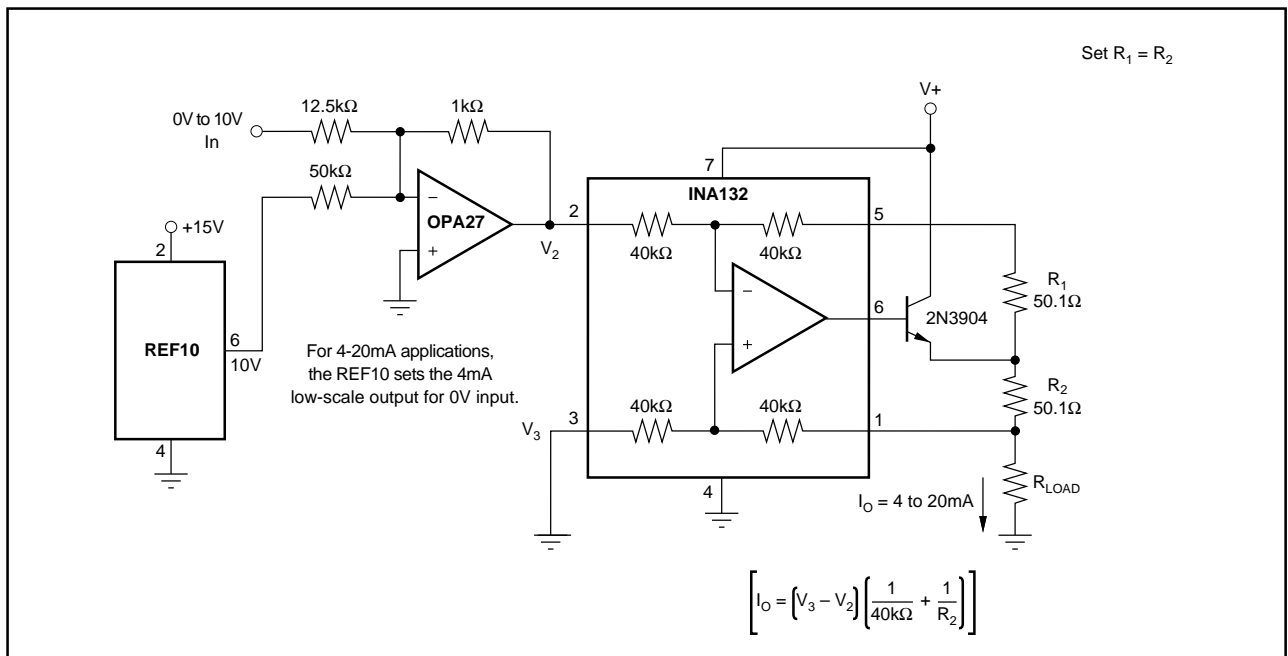 Set R1 = R2
V+
12.5kΩ
1kΩ
0V to 10V
In
50kΩ
7
INA132
+15V
2
−
OPA27
+
V2
2
40kΩ
40kΩ
5
R1
50.1Ω
−
+
6
2N3904
REF10
6
10V
For 4-20mA applications,
the REF10 sets the 4mA
low-scale output for 0V input.
R2
50.1Ω
40kΩ
40kΩ
V3
3
1
4
4
RLOAD
IO = 4 to 20mA
[IO = (V3 – V2) (1/40kΩ + 1/R2)]